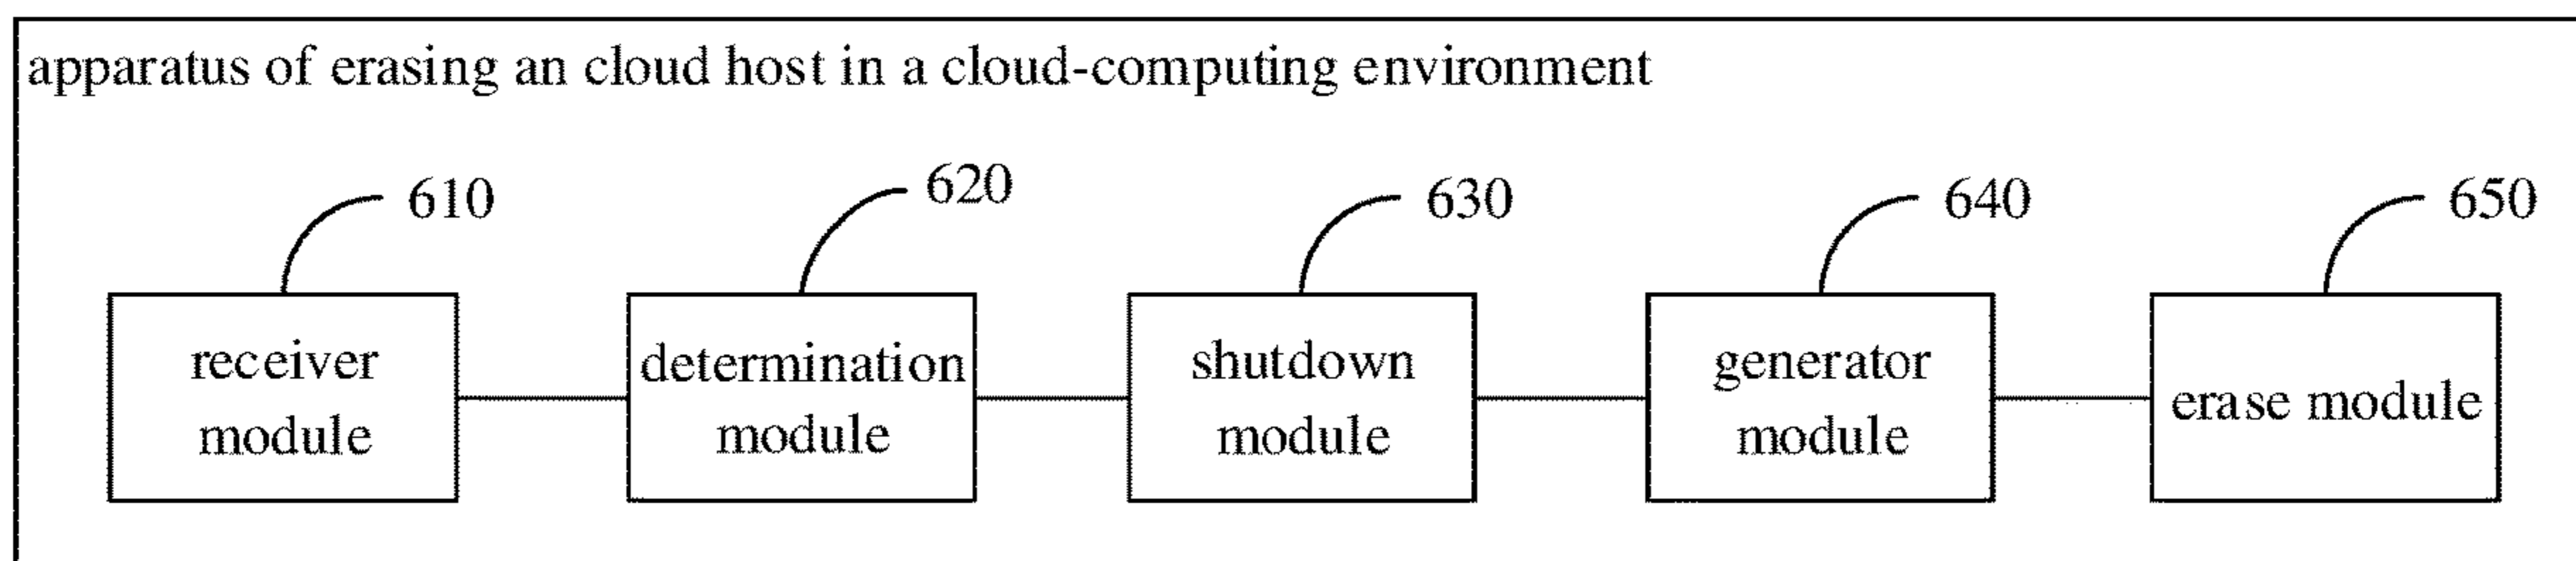 apparatus of erasing an cloud host in a cloud-computing environment
610
620
630
640
650
receiver
module
determination
module
shutdown
module
generator
module
erase module